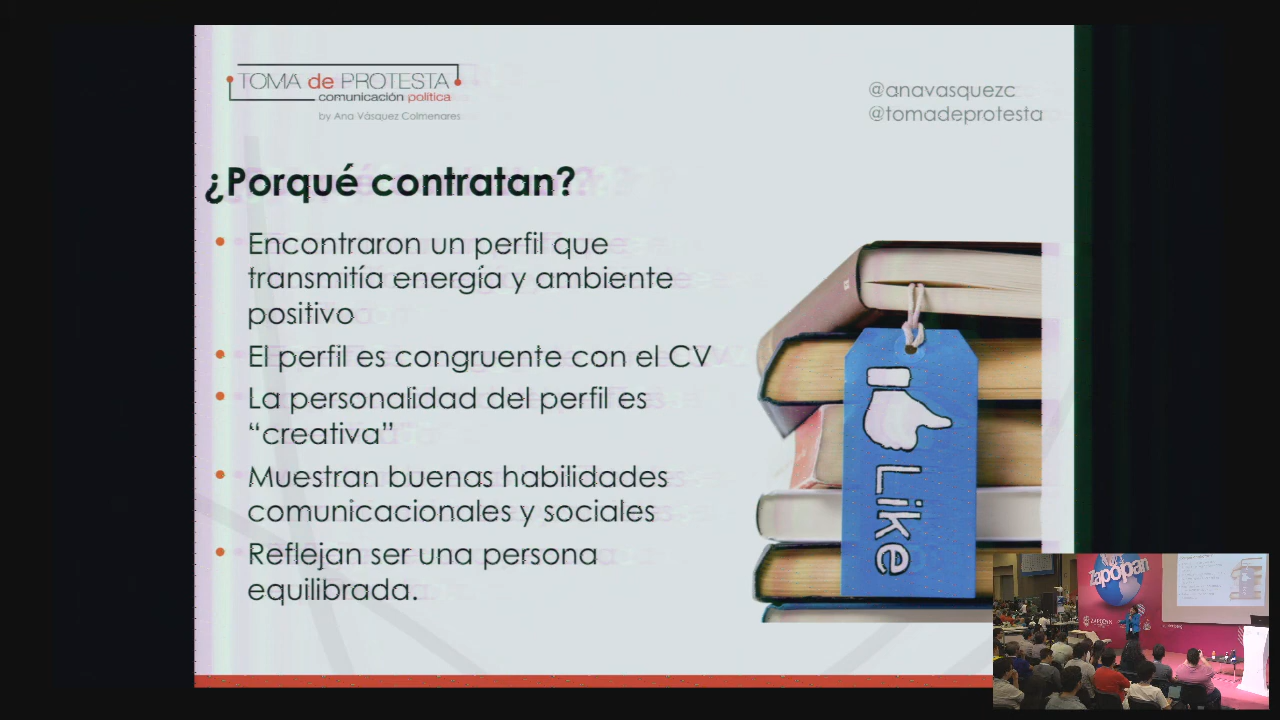 TOMA de PROTESTA
comunicación política
by Ana Vásquez Colmenares
@anavasquezc
@tomadeprotesta
¿Porqué contratan?
• Encontraron un perfil que
transmitía energía y ambiente
positivo
• El perfil es congruente con el CV
• La personalidad del perfil es
“creativa”
• Muestran buenas habilidades
comunicacionales y sociales
• Reflejan ser una persona
equilibrada.
Like
Zapopan